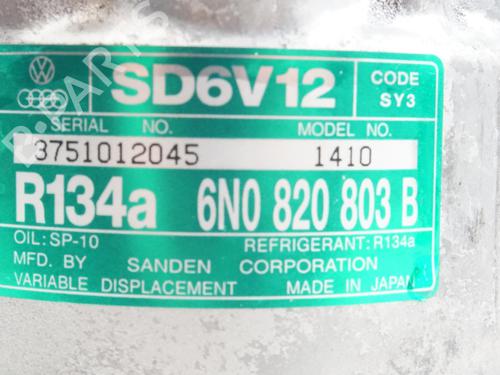 SD6V12
CODE
SY3
SERIAL NO. MODEL NO.
3751012045 1410
R134a 6N0 820 803 B
OIL: SP-10 REFRIGERANT: R134a
MFD. BY SANDEN CORPORATION
VARIABLE DISPLACEMENT MADE IN JAPAN
B-PARTS